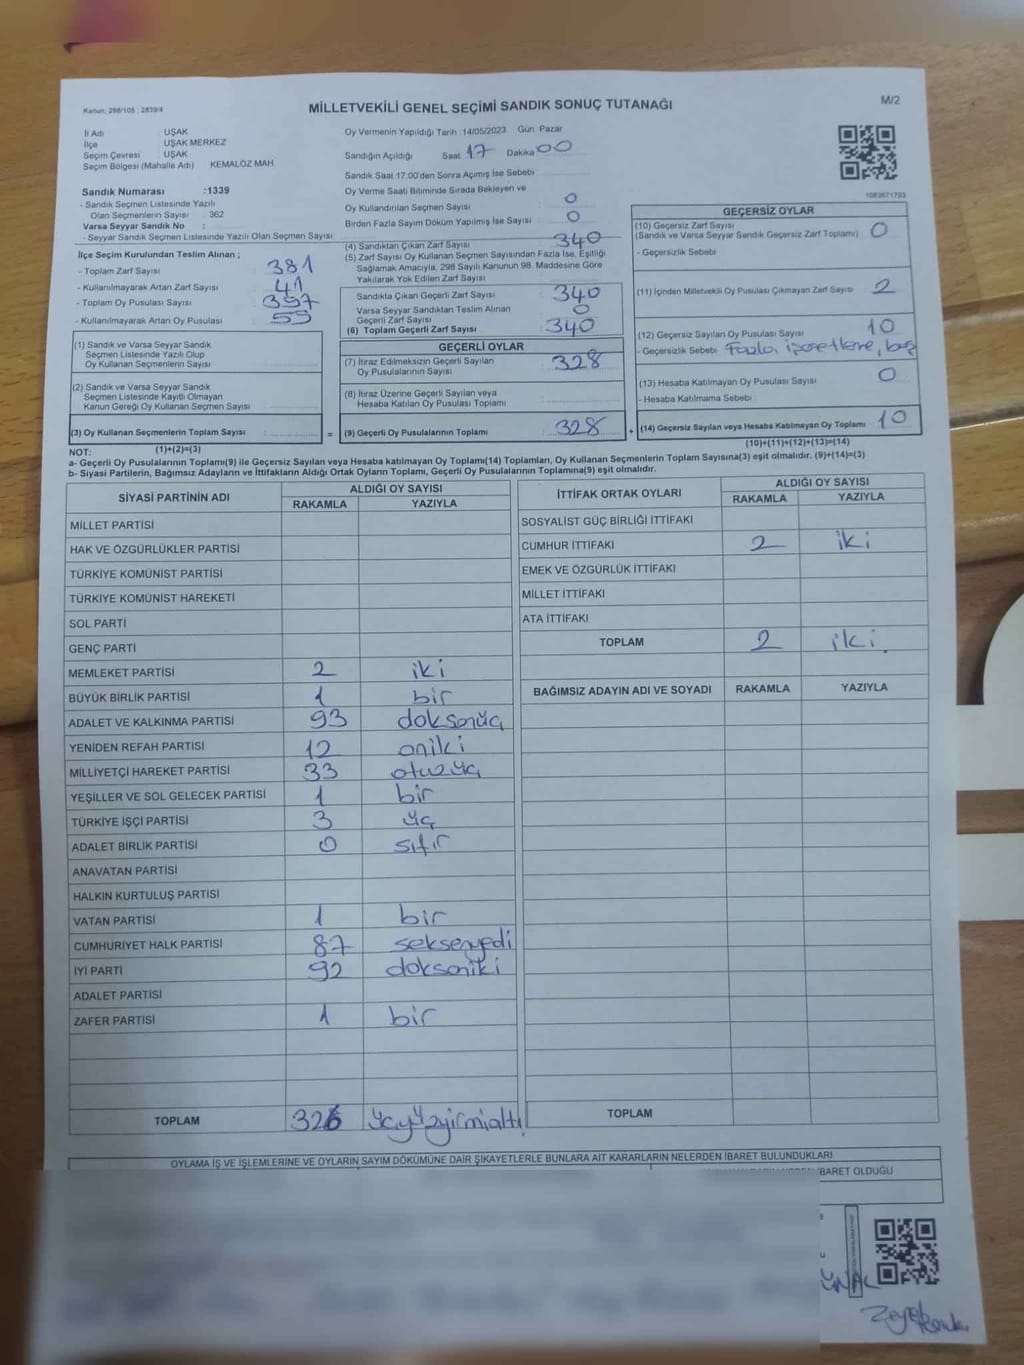 Kanun: 298/105 ; 2839/4
MİLLETVEKİLİ GENEL SEÇİMİ SANDIK SONUÇ TUTANAĞI
M/2
İl Adı : UŞAK
İlçe : UŞAK MERKEZ
Seçim Çevresi : UŞAK
Seçim Bölgesi (Mahalle Adı) : KEMALÖZ MAH.
Sandık Numarası :1339
- Sandık Seçmen Listesinde Yazılı
Olan Seçmenlerin Sayısı : 362
Varsa Seyyar Sandık No :
- Seyyar Sandık Seçmen Listesinde Yazılı Olan Seçmen Sayısı:
İlçe Seçim Kurulundan Teslim Alınan ;
- Toplam Zarf Sayısı : 381
- Kullanılmayarak Artan Zarf Sayısı : 41
- Toplam Oy Pusulası Sayısı : 397
- Kullanılmayarak Artan Oy Pusulası : 59
(1) Sandık ve Varsa Seyyar Sandık
Seçmen Listesinde Yazılı Olup
Oy Kullanan Seçmenlerin Sayısı :
(2) Sandık ve Varsa Seyyar Sandık
Seçmen Listesinde Kayıtlı Olmayan
Kanun Gereği Oy Kullanan Seçmen Sayısı :
(3) Oy Kullanan Seçmenlerin Toplam Sayısı :
(1)+(2)=(3)
Oy Vermenin Yapıldığı Tarih :14/05/2023 Gün: Pazar
Sandığın Açıldığı Saat 17 Dakika 00
Sandık Saat 17:00'den Sonra Açımış İse Sebebi :
Oy Verme Saati Bitiminde Sırada Bekleyen ve
Oy Kullandırılan Seçmen Sayısı : 0
Birden Fazla Sayım Döküm Yapılmış İse Sayısı : 0
(4) Sandıktan Çıkan Zarf Sayısı : 340
(5) Zarf Sayısı Oy Kullanan Seçmen Sayısından Fazla İse, Eşitliği
Sağlamak Amacıyla, 298 Sayılı Kanunun 98. Maddesine Göre
Yakılarak Yok Edilen Zarf Sayısı :
Sandıkta Çıkan Geçerli Zarf Sayısı : 340
Varsa Seyyar Sandıktan Teslim Alınan
Geçerli Zarf Sayısı : 0
(6) Toplam Geçerli Zarf Sayısı : 340
GEÇERLİ OYLAR
(7) İtiraz Edilmeksizin Geçerli Sayılan
Oy Pusulalarının Sayısı : 328
(8) İtiraz Üzerine Geçerli Sayılan veya
Hesaba Katılan Oy Pusulası Toplamı :
= (9) Geçerli Oy Pusulalarının Toplamı : 328
1083671793
GEÇERSİZ OYLAR
(10) Geçersiz Zarf Sayısı
(Sandık ve Varsa Seyyar Sandık Geçersiz Zarf Toplamı) : 0
- Geçersizlik Sebebi :
(11) İçinden Milletvekili Oy Pusulası Çıkmayan Zarf Sayısı : 2
(12) Geçersiz Sayılan Oy Pusulası Sayısı : 10
- Geçersizlik Sebebi : Fazla işaretleme, boş
(13) Hesaba Katılmayan Oy Pusulası Sayısı : 0
- Hesaba Katılmama Sebebi :
+ (14) Geçersiz Sayılan veya Hesaba Katılmayan Oy Toplamı : 10
(10)+(11)+(12)+(13)=(14)
NOT:
a- Geçerli Oy Pusulalarının Toplamı(9) ile Geçersiz Sayılan veya Hesaba katılmayan Oy Toplamı(14) Toplamları, Oy Kullanan Seçmenlerin Toplam Sayısına(3) eşit olmalıdır. (9)+(14)=(3)
b- Siyasi Partilerin, Bağımsız Adayların ve İttifakların Aldığı Ortak Oyların Toplamı, Geçerli Oy Pusulalarının Toplamına(9) eşit olmalıdır.
SİYASİ PARTİNİN ADI ALDIĞI OY SAYISI
RAKAMLA YAZIYLA
MİLLET PARTİSİ
HAK VE ÖZGÜRLÜKLER PARTİSİ
TÜRKİYE KOMÜNİST PARTİSİ
TÜRKİYE KOMÜNİST HAREKETİ
SOL PARTİ
GENÇ PARTİ
MEMLEKET PARTİSİ 2 iki
BÜYÜK BİRLİK PARTİSİ 1 bir
ADALET VE KALKINMA PARTİSİ 93 doksanüç
YENİDEN REFAH PARTİSİ 12 oniki
MİLLİYETÇİ HAREKET PARTİSİ 33 otuzüç
YEŞİLLER VE SOL GELECEK PARTİSİ 1 bir
TÜRKİYE İŞÇİ PARTİSİ 3 üç
ADALET BİRLİK PARTİSİ 0 sıfır
ANAVATAN PARTİSİ
HALKIN KURTULUŞ PARTİSİ
VATAN PARTİSİ 1 bir
CUMHURİYET HALK PARTİSİ 87 seksenyedi
İYİ PARTİ 92 doksaniki
ADALET PARTİSİ
ZAFER PARTİSİ 1 bir
TOPLAM 326 üçyüzyirmialtı
İTTİFAK ORTAK OYLARI ALDIĞI OY SAYISI
RAKAMLA YAZIYLA
SOSYALİST GÜÇ BİRLİĞİ İTTİFAKI
CUMHUR İTTİFAKI 2 iki
EMEK VE ÖZGÜRLÜK İTTİFAKI
MİLLET İTTİFAKI
ATA İTTİFAKI
TOPLAM 2 iki
BAĞIMSIZ ADAYIN ADI VE SOYADI RAKAMLA YAZIYLA
TOPLAM
OYLAMA İŞ VE İŞLEMLERİNE VE OYLARIN SAYIM DÖKÜMÜNE DAİR ŞİKAYETLERLE BUNLARA AİT KARARLARIN NELERDEN İBARET BULUNDUKLARI
BARET OLDUĞU
ÜNAL